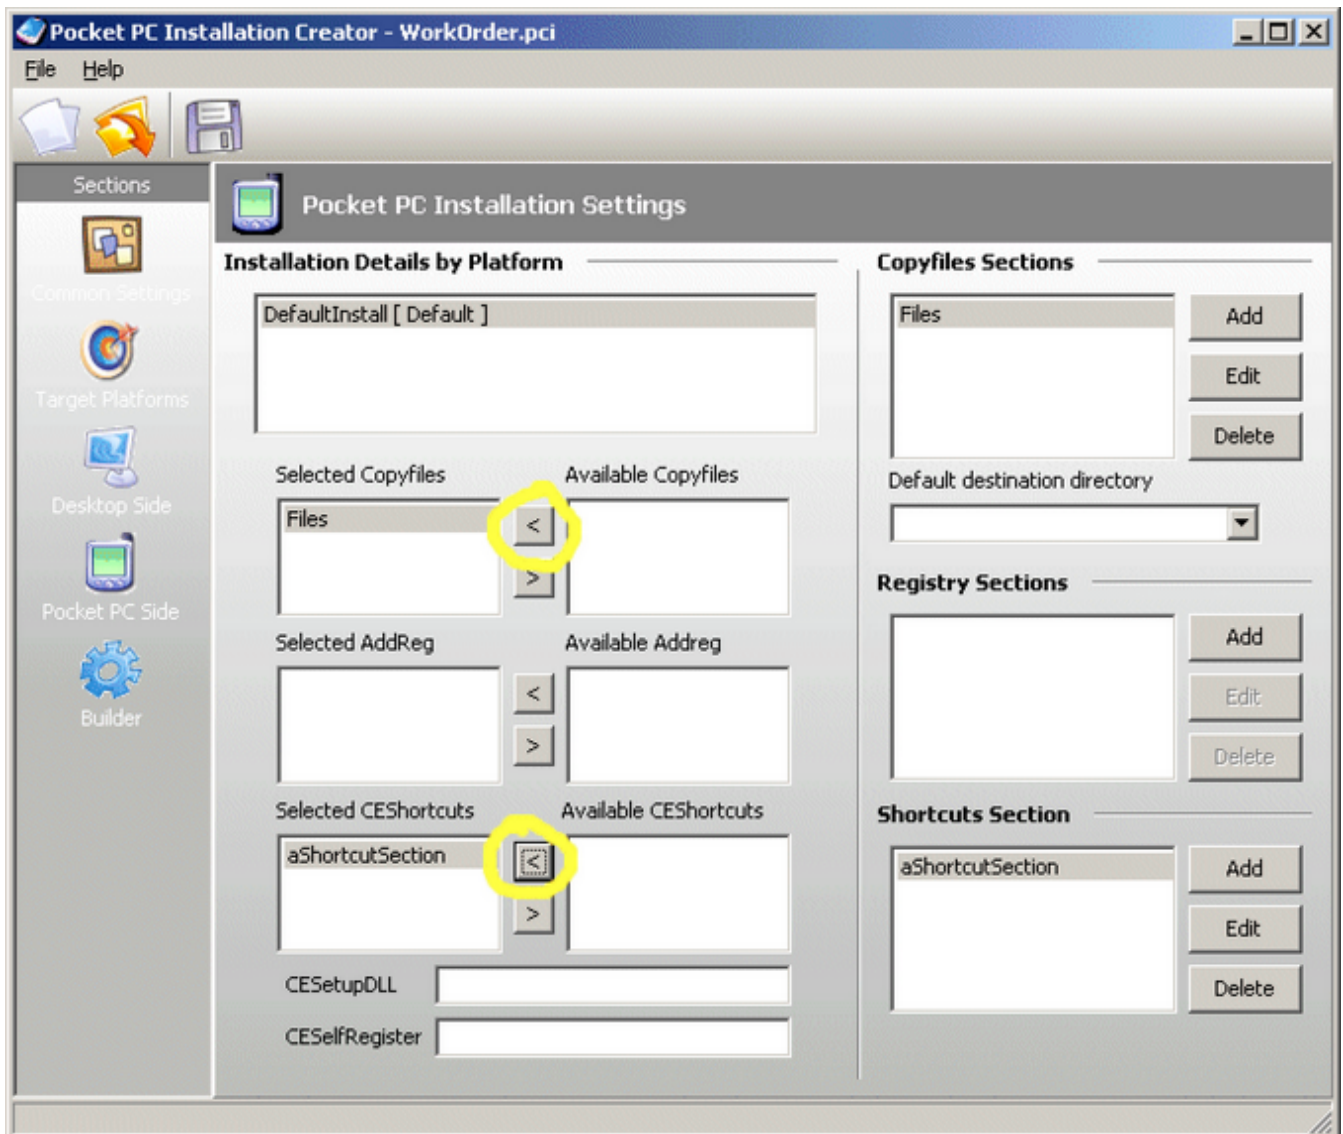 Pocket PC Installation Creator - WorkOrder.pci
File Help
Sections
Common Settings
Target Platforms
Desktop Side
Pocket PC Side
Builder
Pocket PC Installation Settings
Installation Details by Platform
DefaultInstall [ Default ]
Selected Copyfiles
Available Copyfiles
Files
<
>
Selected AddReg
Available Addreg
<
>
Selected CEShortcuts
Available CEShortcuts
aShortcutSection
<
>
CESetupDLL
CESelfRegister
Copyfiles Sections
Files
Add
Edit
Delete
Default destination directory
Registry Sections
Add
Edit
Delete
Shortcuts Section
aShortcutSection
Add
Edit
Delete